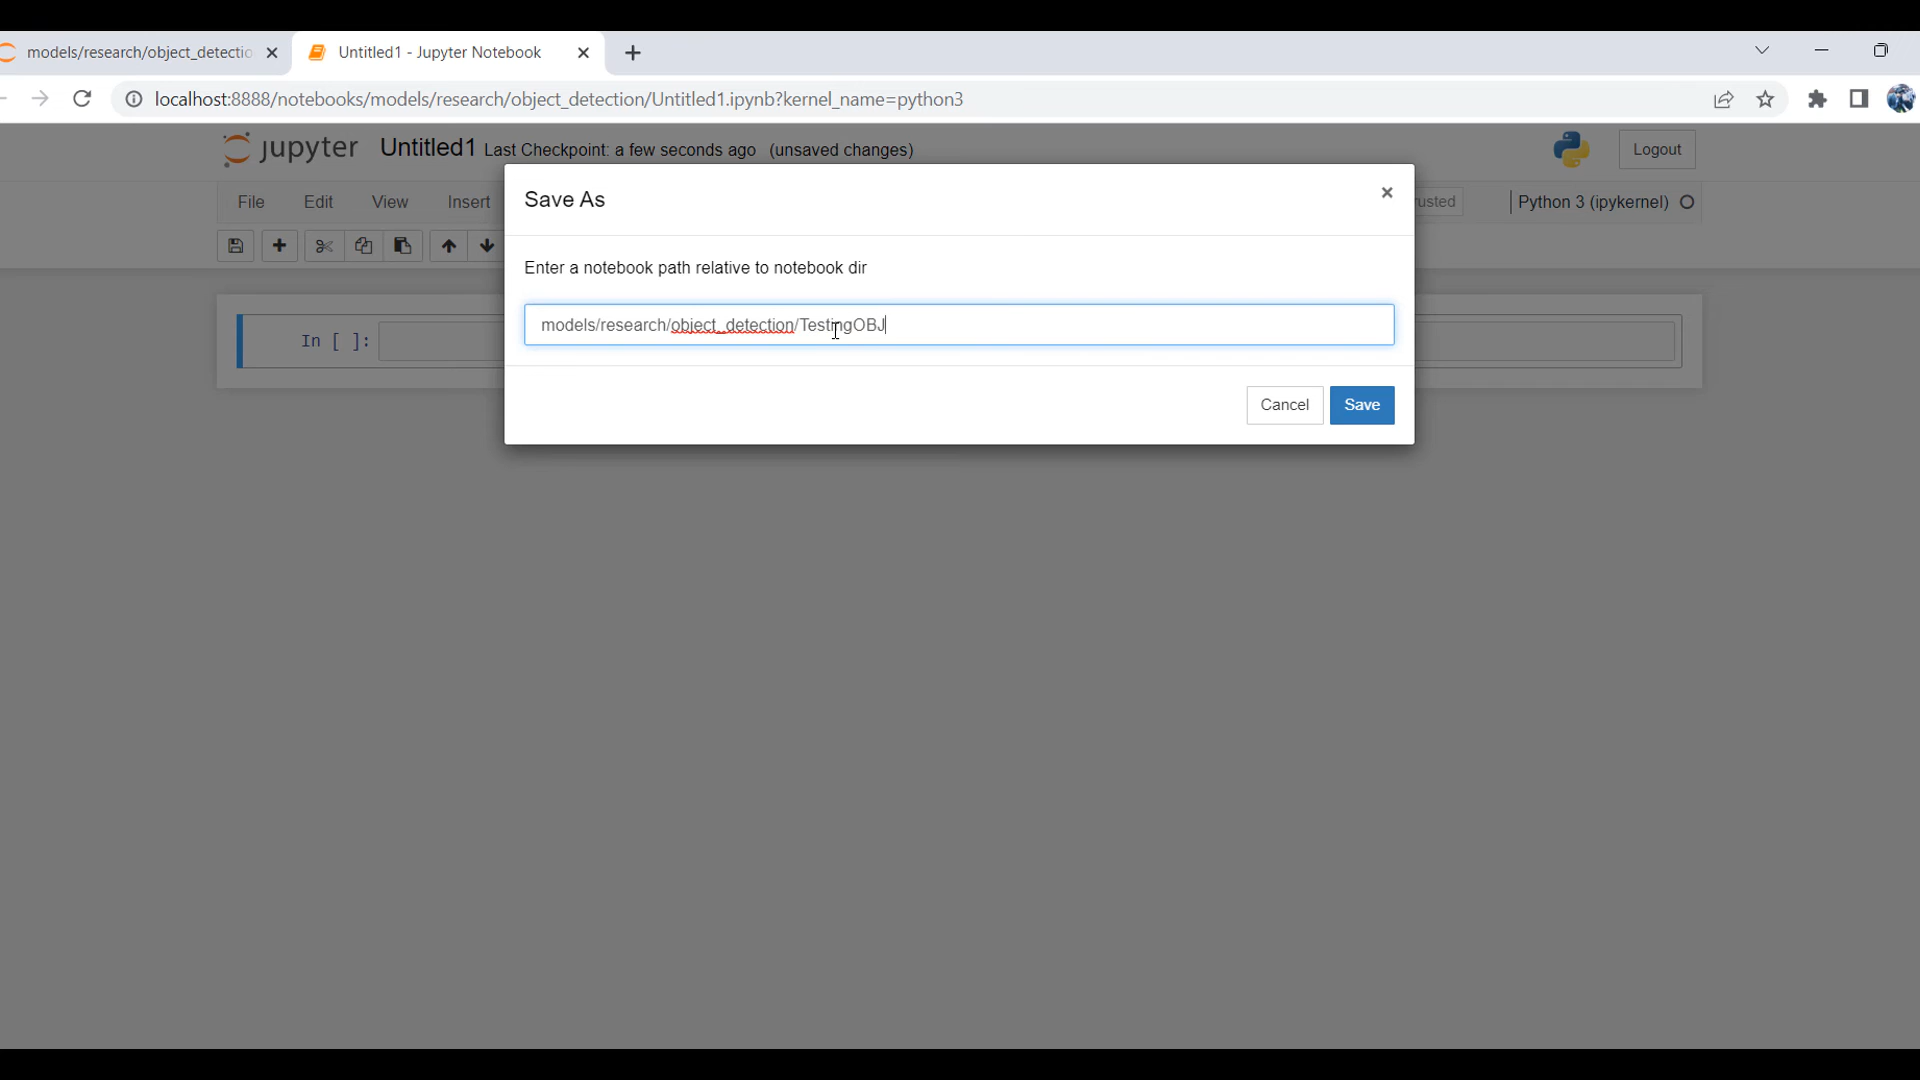 models/research/object_detectio
Untitled1 - Jupyter Notebook
localhost:8888/notebooks/models/research/object_detection/Untitled1.ipynb?kernel_name=python3
jupyter Untitled1 Last Checkpoint: a few seconds ago (unsaved changes)
Logout
File Edit View Insert
rusted
Python 3 (ipykernel)
Save As
Enter a notebook path relative to notebook dir
models/research/object_detection/TestingOBJ
In [ ]:
Cancel
Save